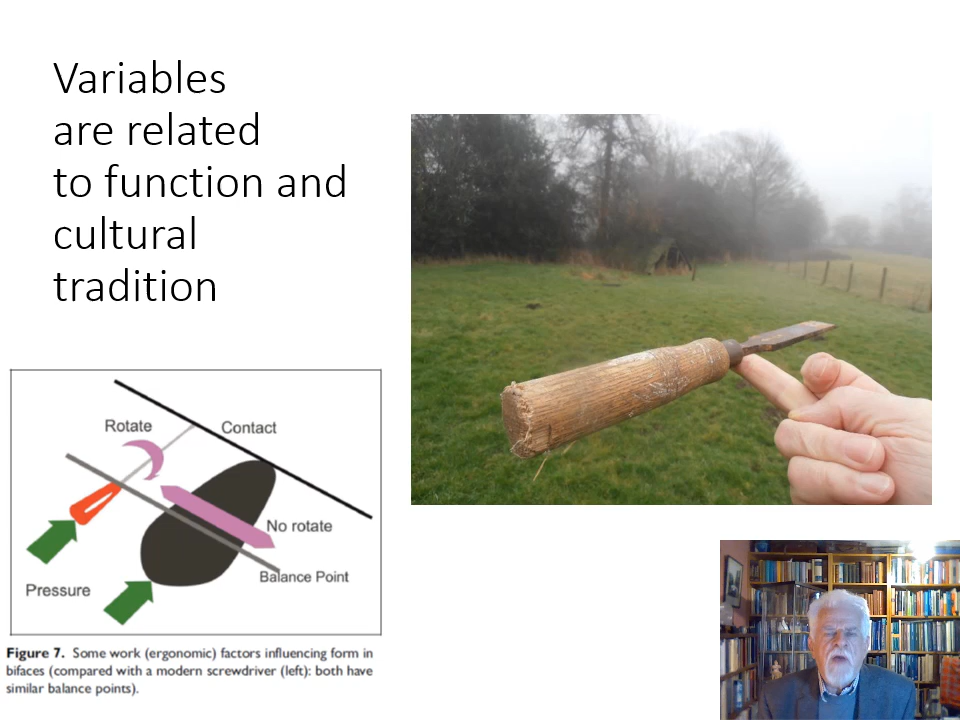 Variables
are related
to function and
cultural
tradition
Rotate
Contact
No rotate
Balance Point
Pressure
Figure 7. Some work (ergonomic) factors influencing form in
bifaces (compared with a modern screwdriver (left): both have
similar balance points).